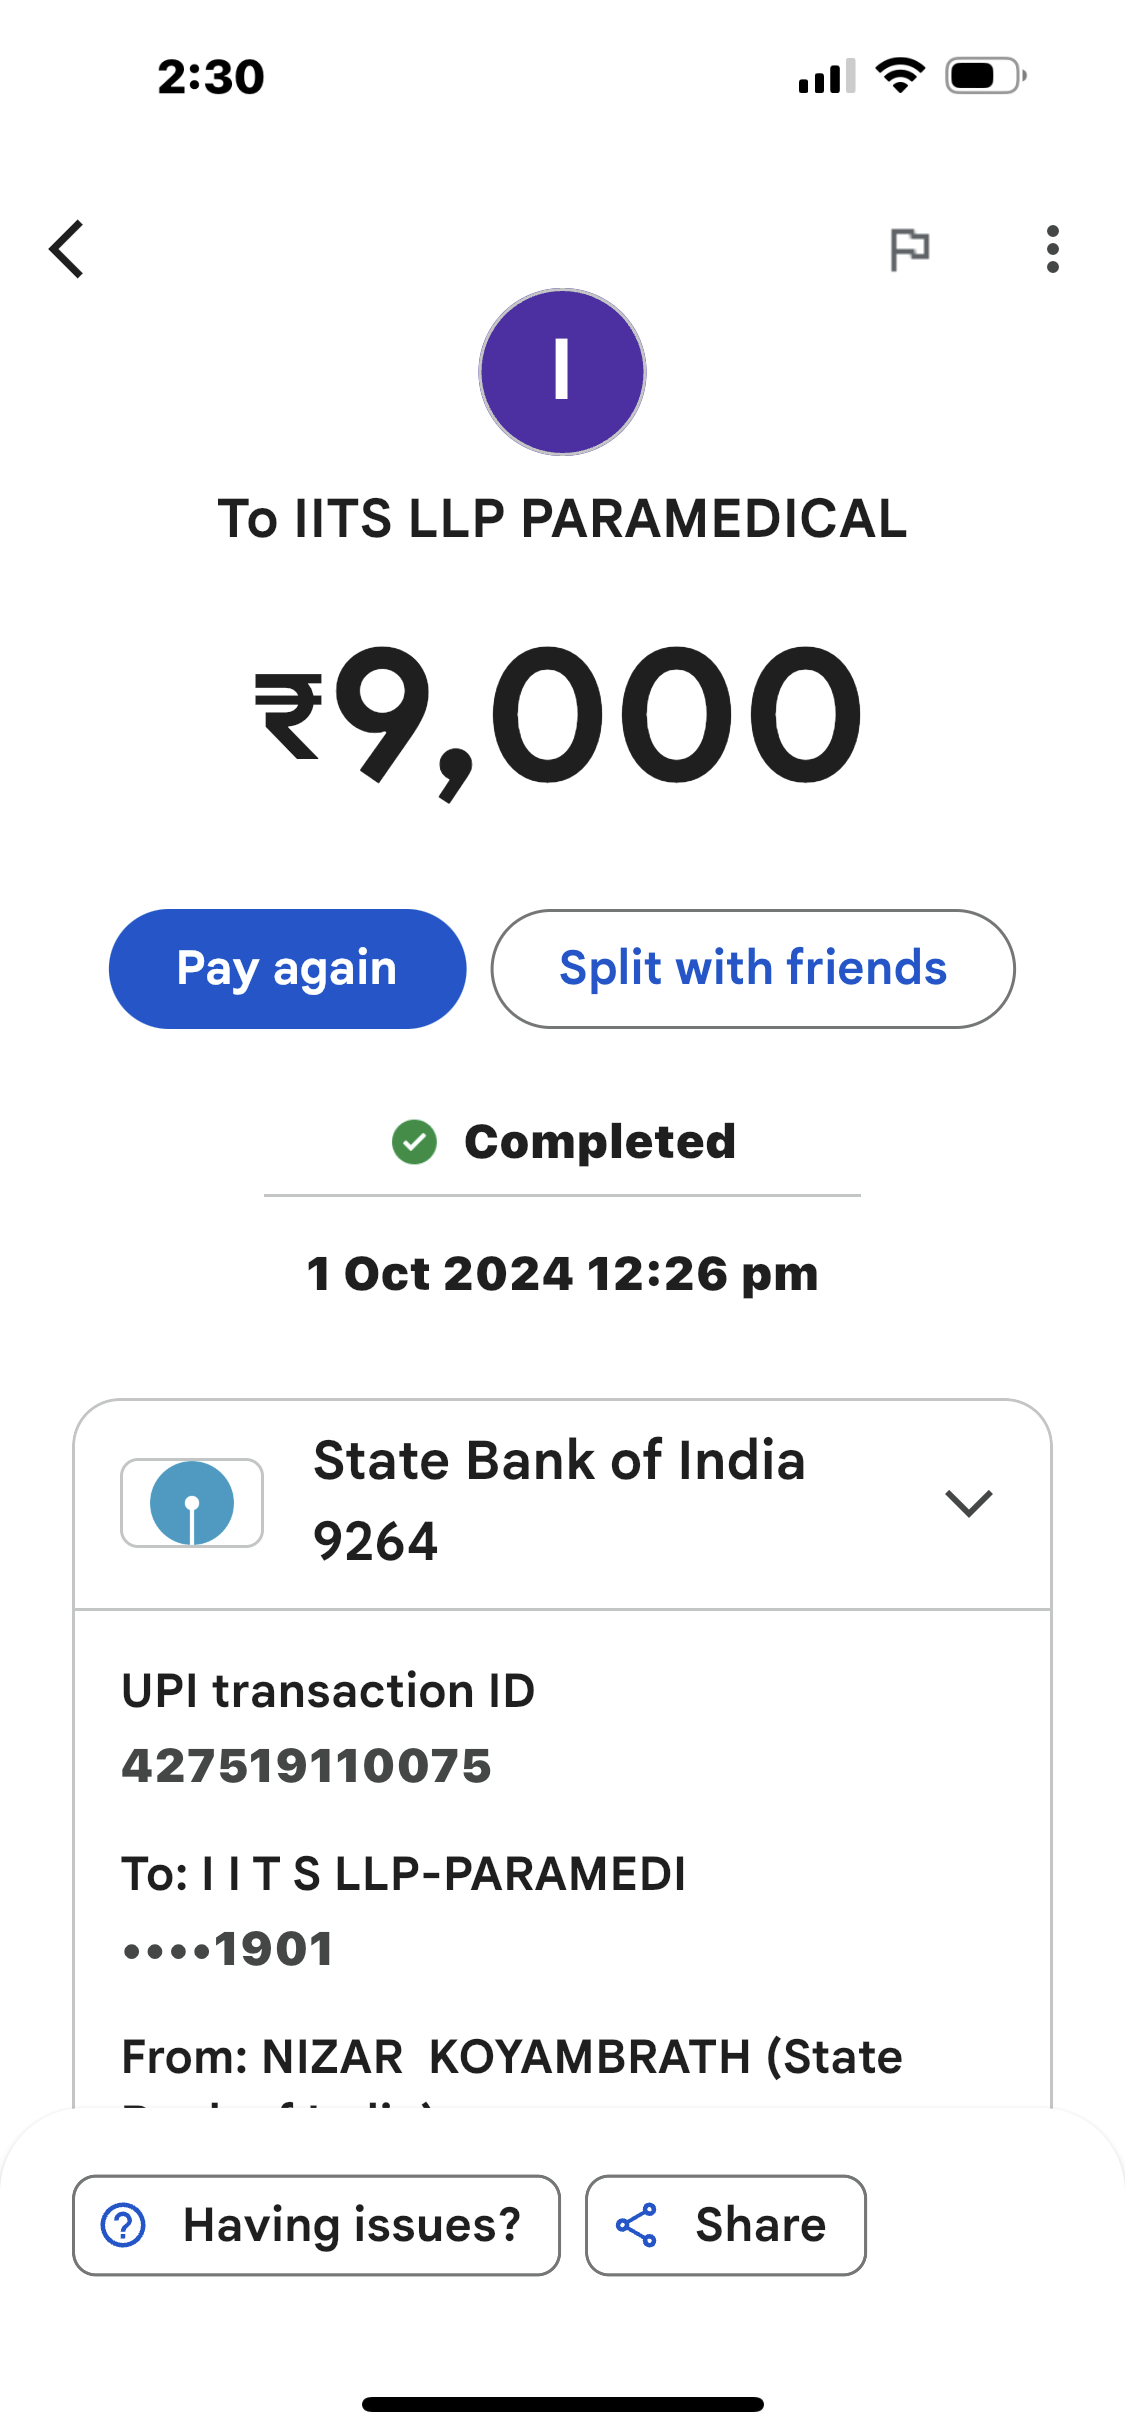 2:30
I
To IITS LLP PARAMEDICAL
₹9,000
Pay again
Split with friends
Completed
1 Oct 2024 12:26 pm
State Bank of India
9264
UPI transaction ID
427519110075
To: I I T S LLP-PARAMEDI
••••1901
From: NIZAR  KOYAMBRATH (State
Having issues?
Share